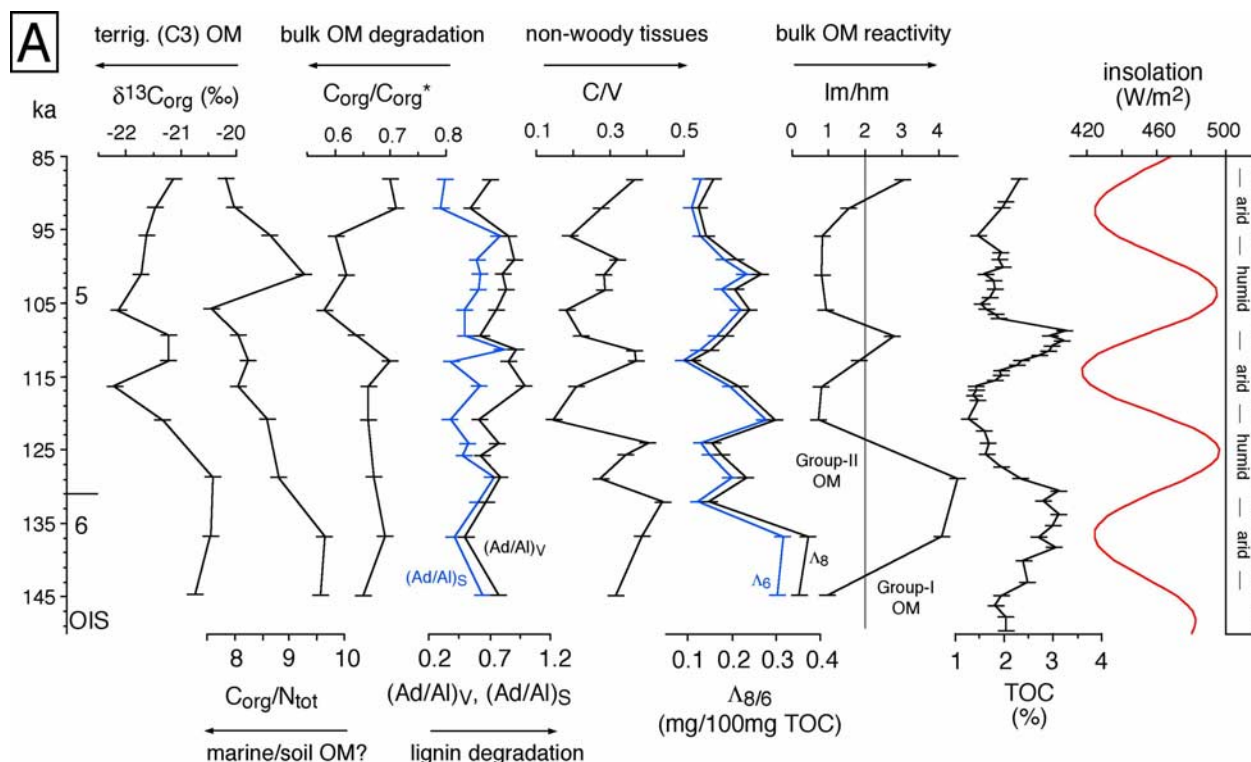 A
terrig. (C3) OM
bulk OM degradation
non-woody tissues
bulk OM reactivity
insolation
(W/m2)
ka
δ13Corg (‰)
Corg/Corg*
C/V
Im/hm
-22 -21 -20
0.6 0.7 0.8
0.1 0.3 0.5
0 1 2 3 4
420 460 500
85
95
105
115
125
135
145
5
6
OIS
(Ad/Al)S
(Ad/Al)V
Λ6
Λ8
Group-II
OM
Group-I
OM
arid
humid
arid
humid
arid
8 9 10
0.2 0.7 1.2
0.1 0.2 0.3 0.4
1 2 3 4
Corg/Ntot
(Ad/Al)V, (Ad/Al)S
Λ8/6
(mg/100mg TOC)
TOC
(%)
marine/soil OM?
lignin degradation